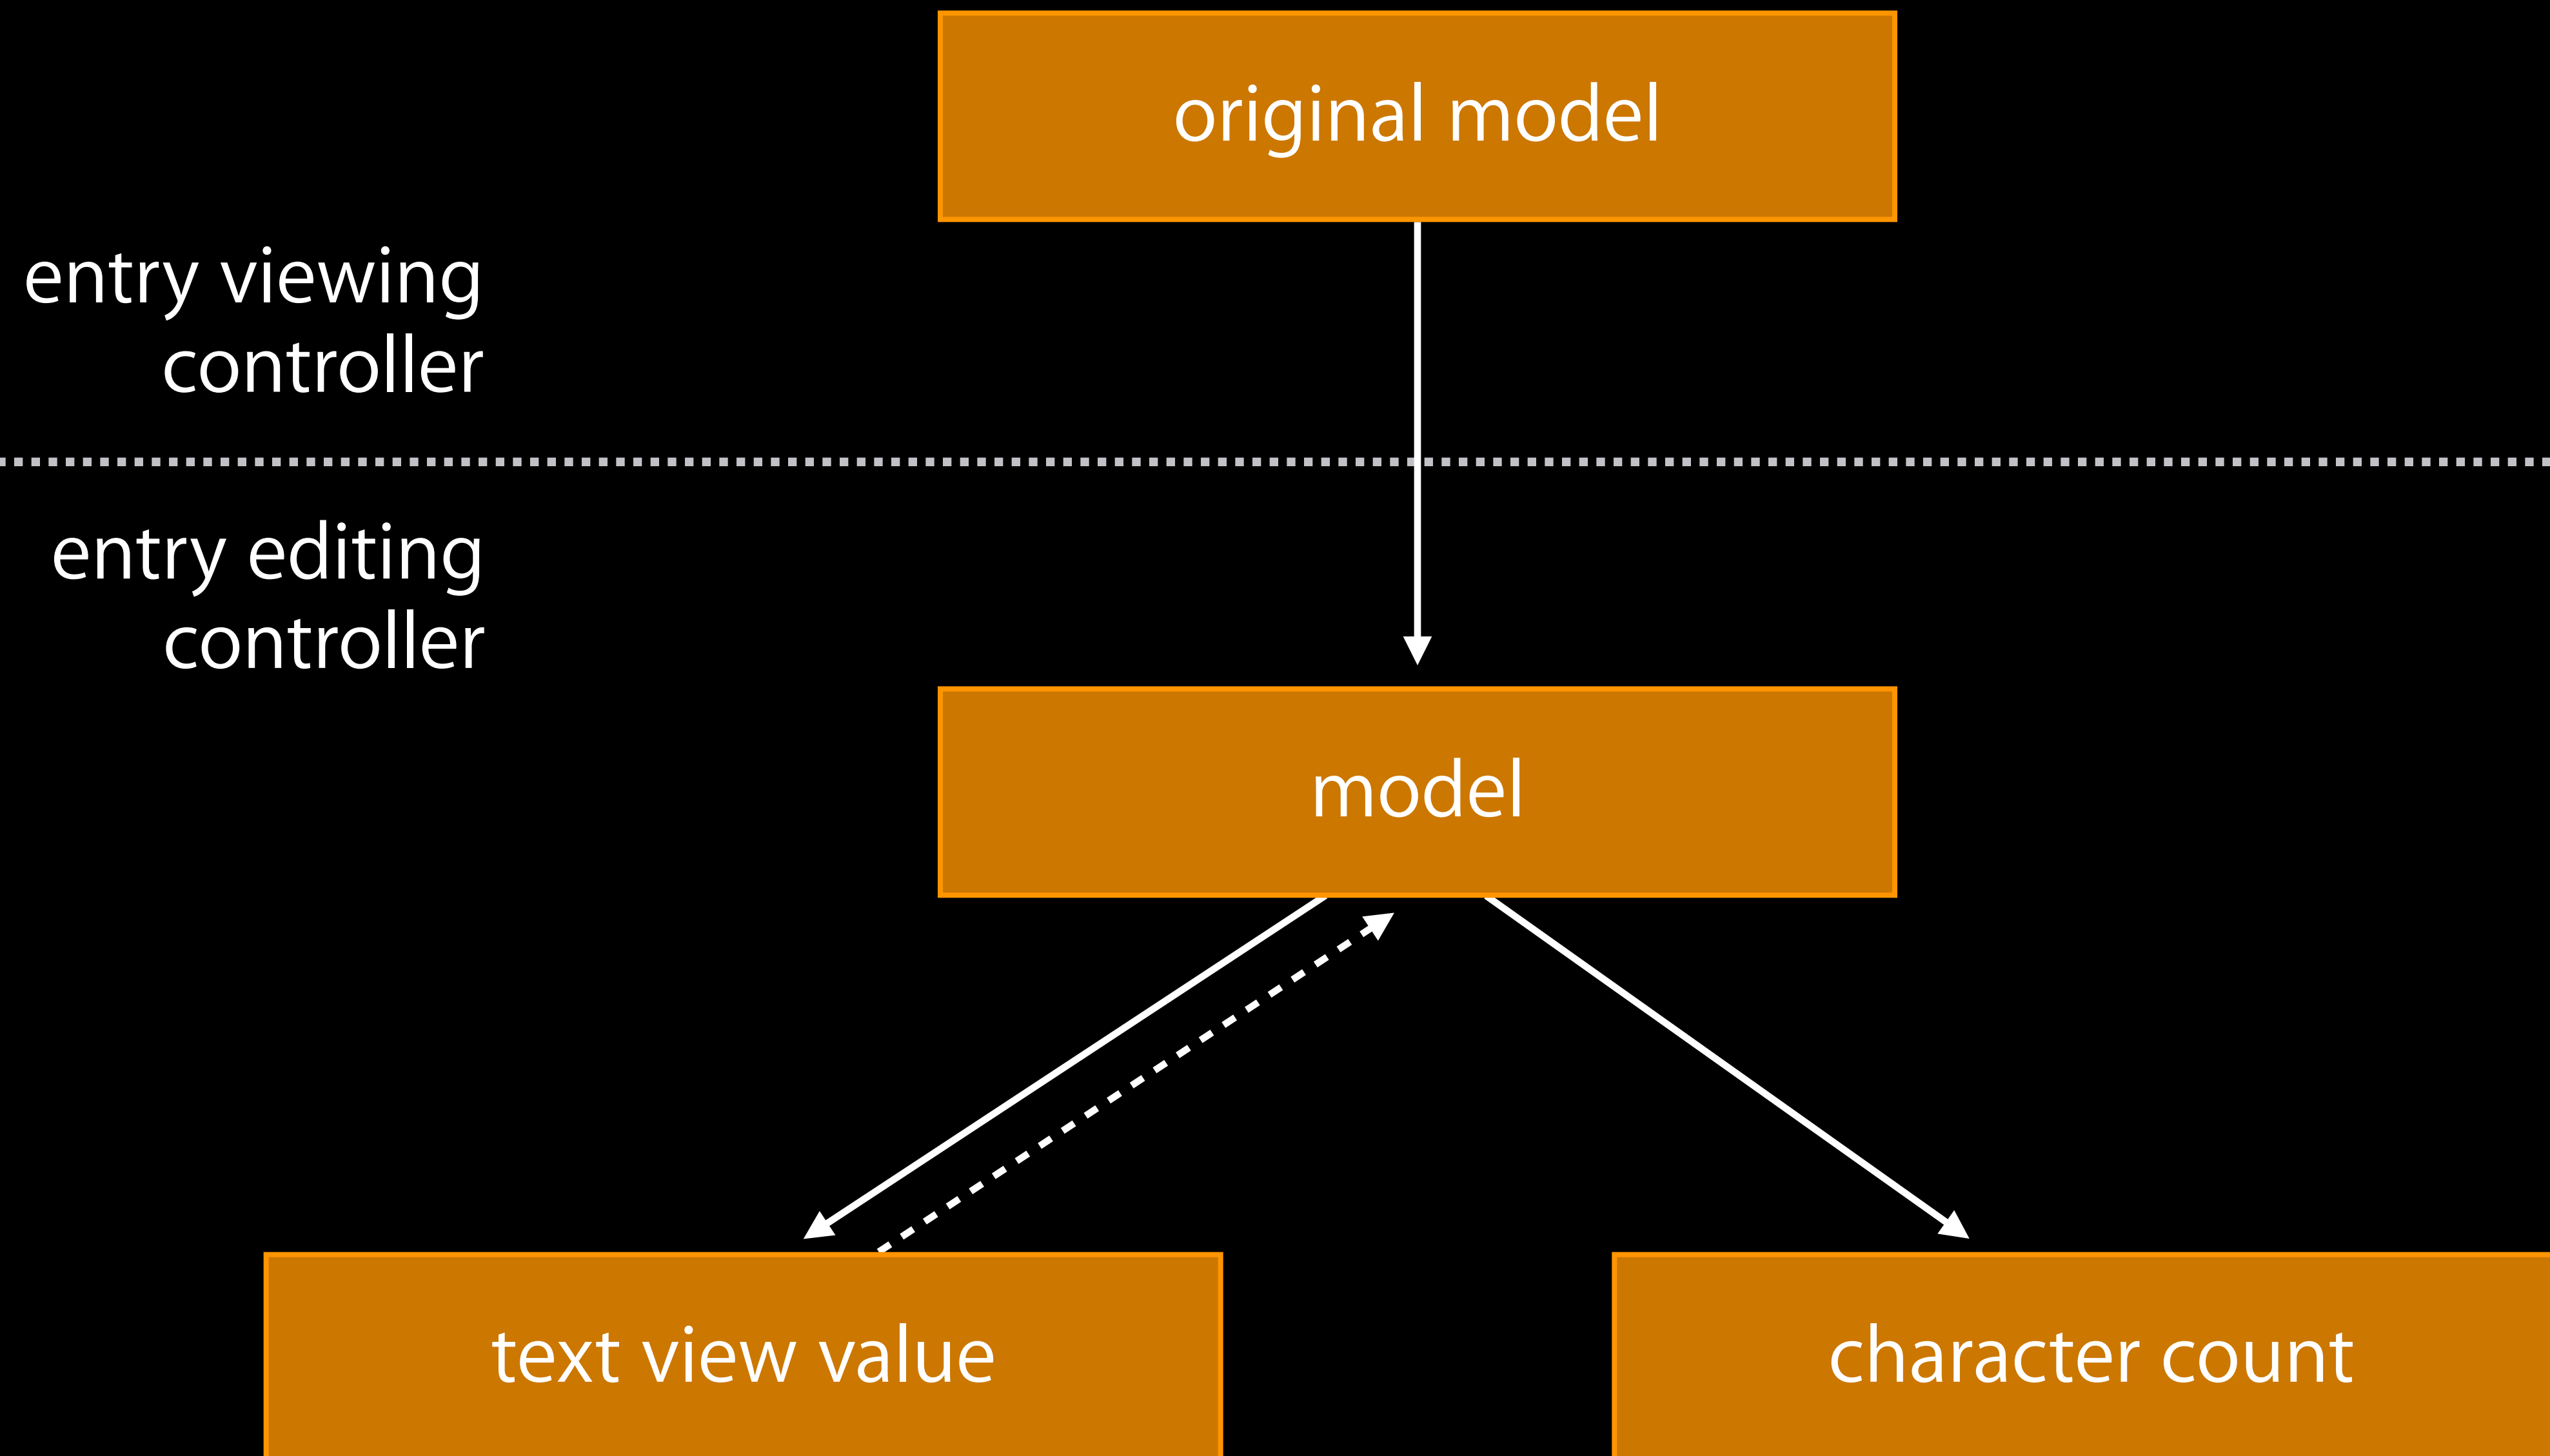 original model
entry viewing
controller
entry editing
controller
model
text view value
character count